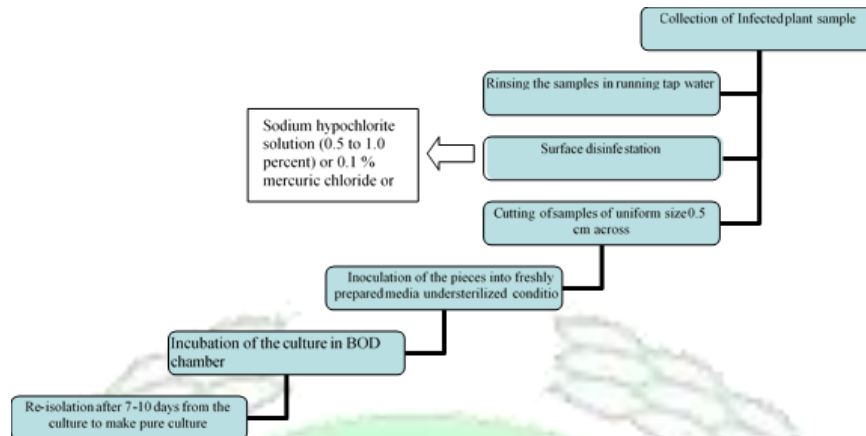 Collection of Infected plant sample
Rinsing the samples in running tap water
Sodium hypochlorite
solution (0.5 to 1.0
percent) or 0.1 %
mercuric chloride or
Surface disinfestation
Cutting of samples of uniform size 0.5
cm across
Inoculation of the pieces into freshly
prepared media under sterilized conditio
Incubation of the culture in BOD
chamber
Re-isolation after 7-10 days from the
culture to make pure culture